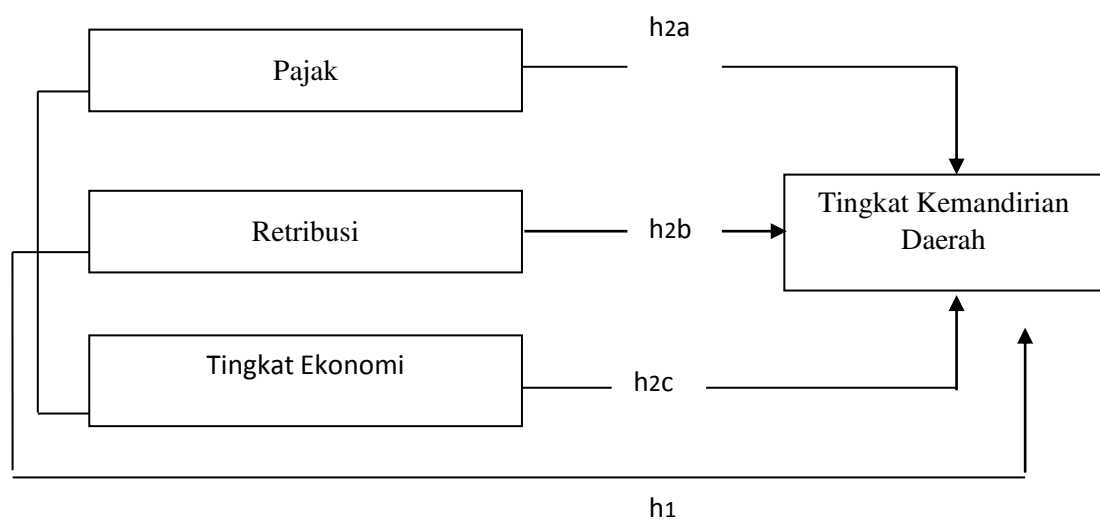 h2a
Pajak
Tingkat Kemandirian
Daerah
Retribusi
h2b
Tingkat Ekonomi
h2c
h1